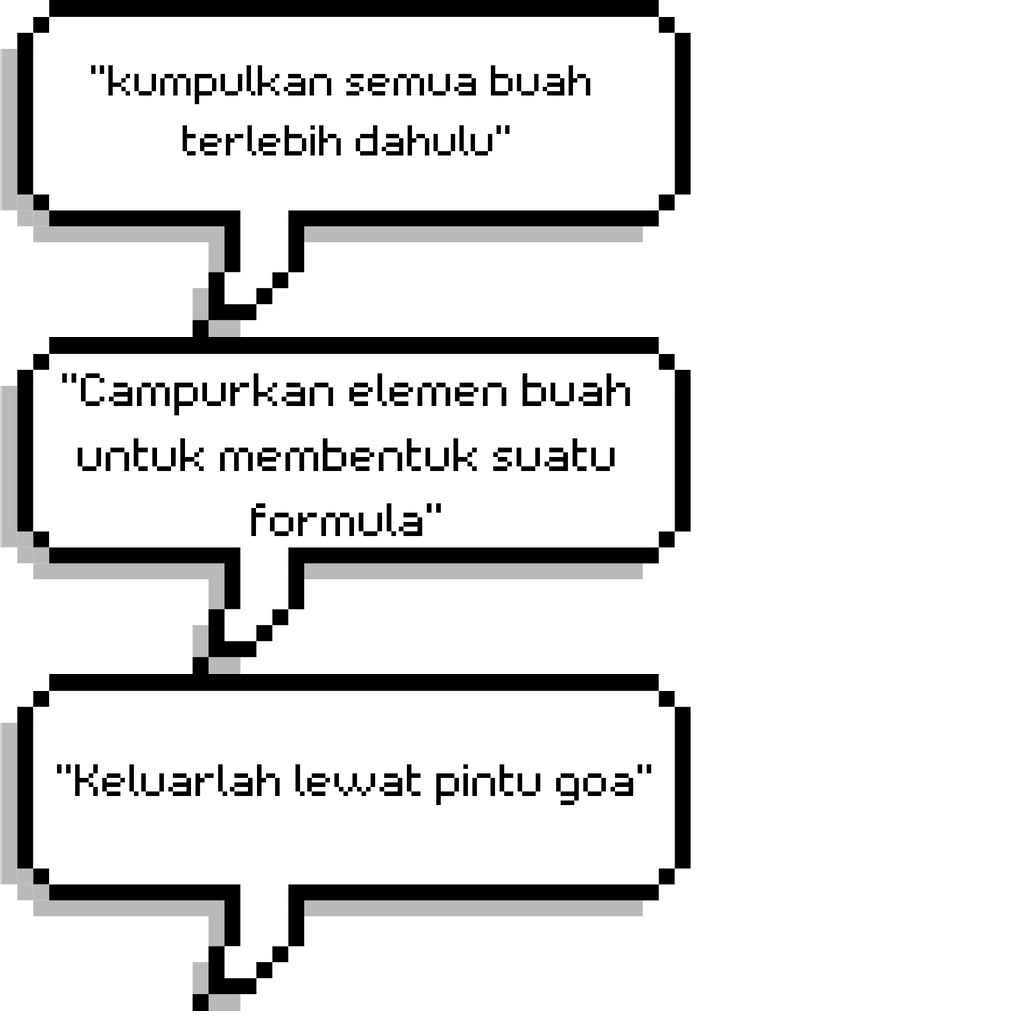 "kumpulkan semua buah
terlebih dahulu"
"Campurkan elemen buah
untuk membentuk suatu
formula"
"Keluarlah lewat pintu goa"